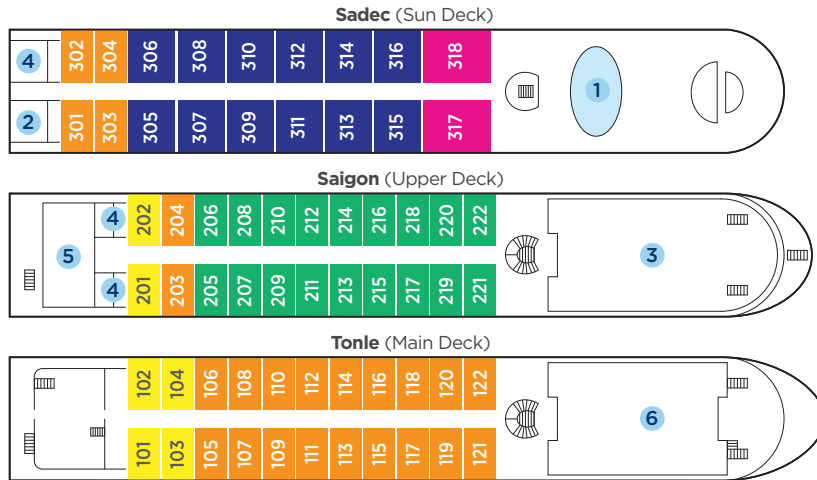 Sadec (Sun Deck)
4 302 304 306 308 310 312 314 316 318
1
2 301 303 305 307 309 311 313 315 317
Saigon (Upper Deck)
4 202 204 206 208 210 212 214 216 218 220 222
5 3
4 201 203 205 207 209 211 213 215 217 219 221
Tonle (Main Deck)
102 104 106 108 110 112 114 116 118 120 122
6
101 103 105 107 109 111 113 115 117 119 121